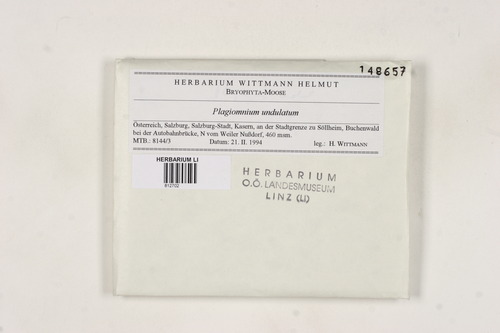 148657
HERBARIUM WITTMANN HELMUT
BRYOPHYTA-MOOSE
Plagiomnium undulatum
Österreich, Salzburg, Salzburg-Stadt, Kasern, an der Stadtgrenze zu Söllheim, Buchenwald
bei der Autobahnbrücke, N vom Weiler Nußdorf, 460 msm.
MTB.: 8144/3 Datum: 21. II. 1994 leg.: H. WITTMANN
HERBARIUM LI
812702
HERBARIUM
O.Ö. LANDESMUSEUM
LINZ (LI)